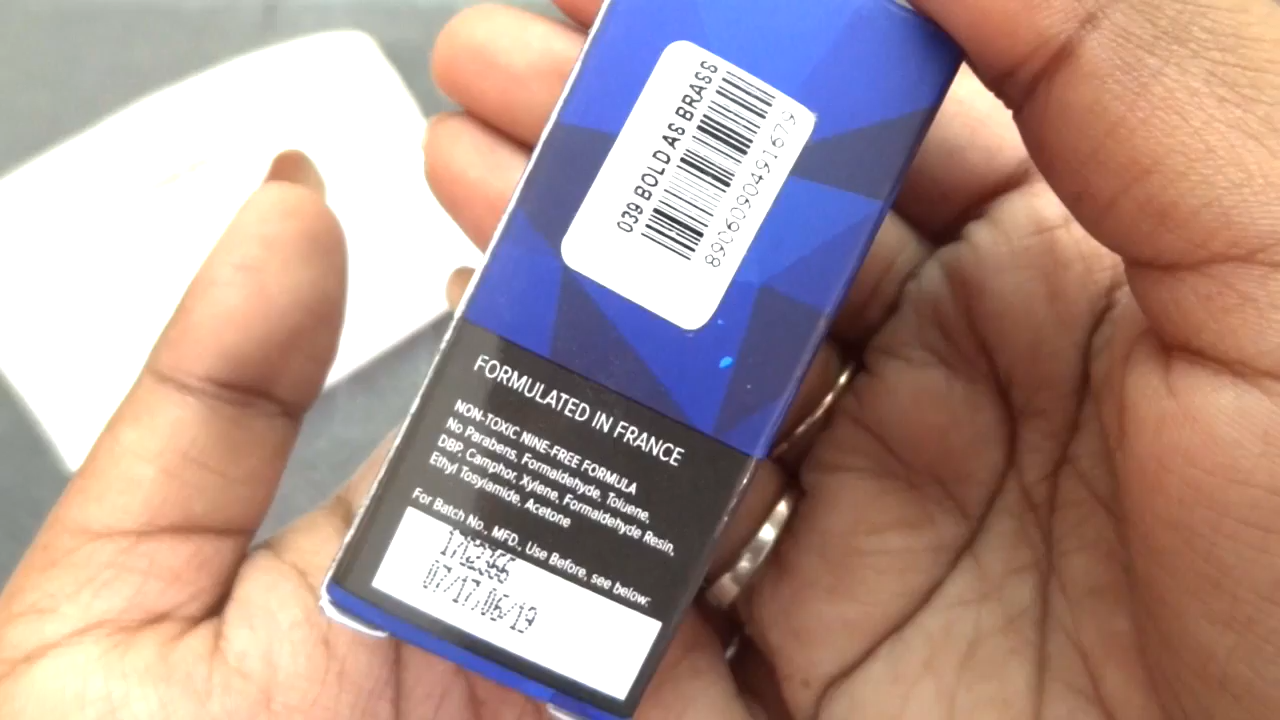 039 BOLD AS BRASS
8906090491679
FORMULATED IN FRANCE
NON-TOXIC NINE-FREE FORMULA
No Parabens, Formaldehyde, Toluene,
DBP, Camphor, Xylene, Formaldehyde Resin,
Ethyl Tosylamide, Acetone
For Batch No., MFD., Use Before, see below:
07/17,06/19